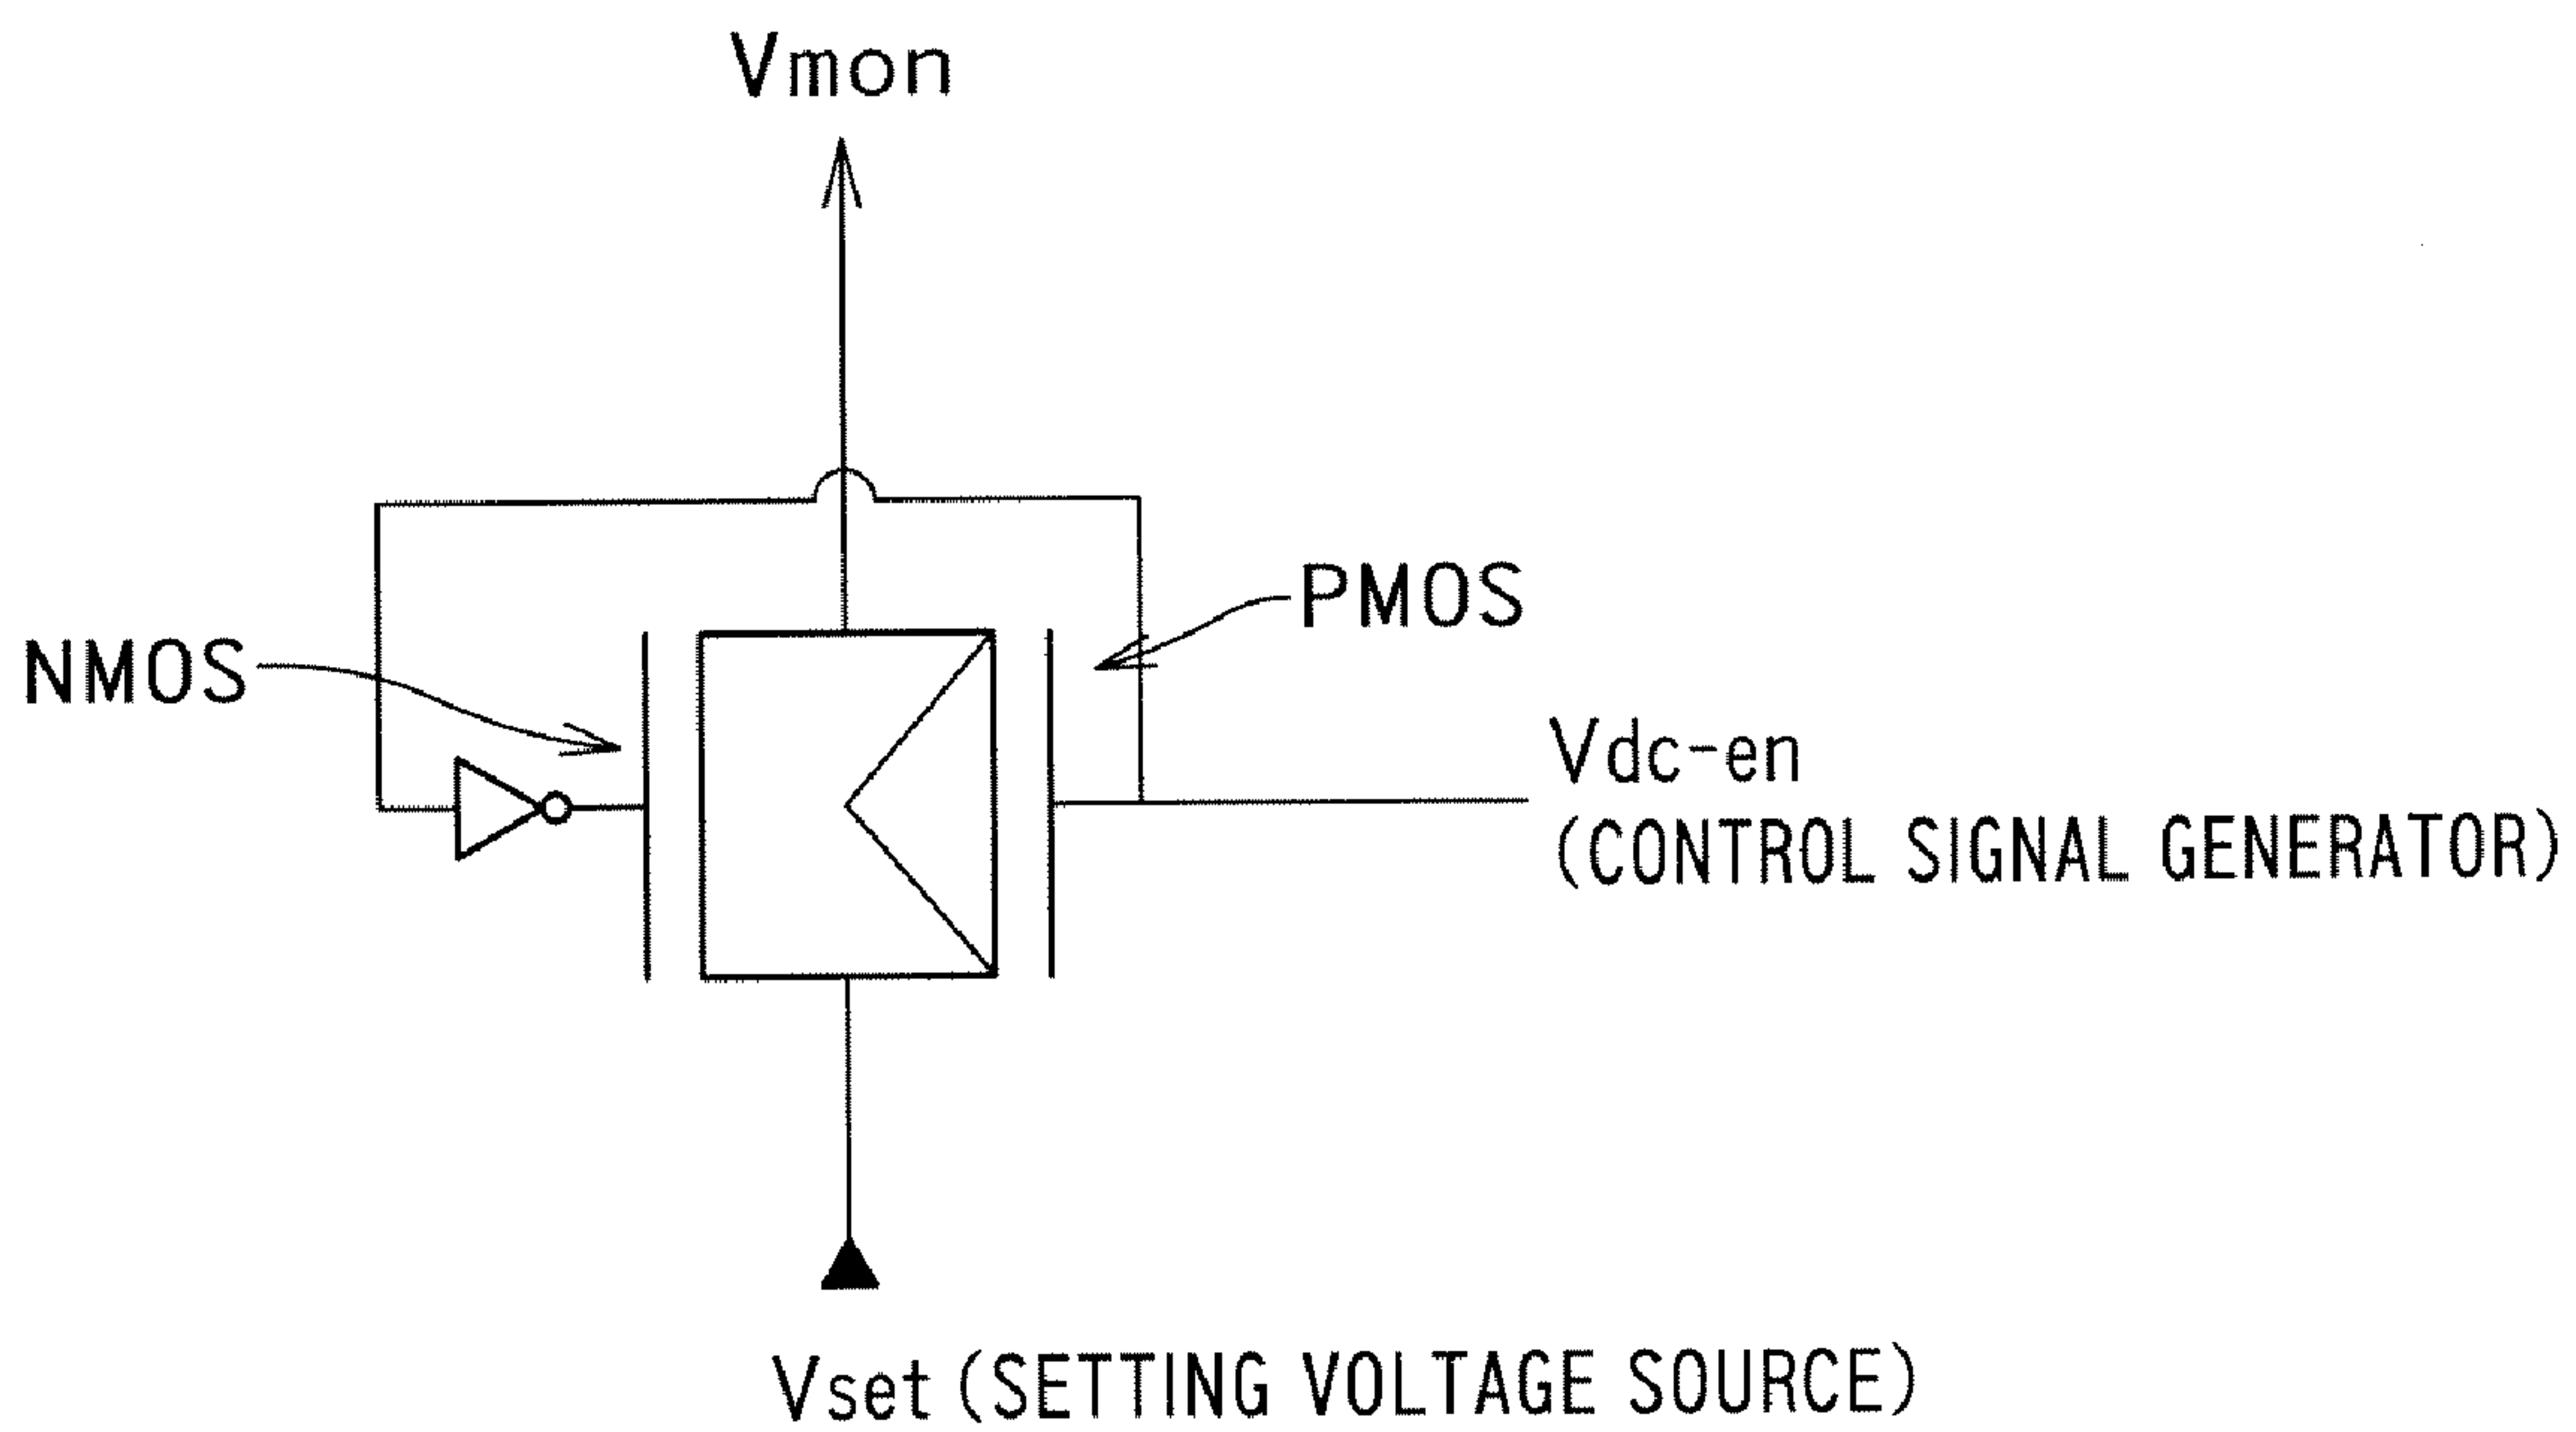 Vmon
PMOS
NMOS
Vdc-en
(CONTROL SIGNAL GENERATOR)
Vset (SETTING VOLTAGE SOURCE)